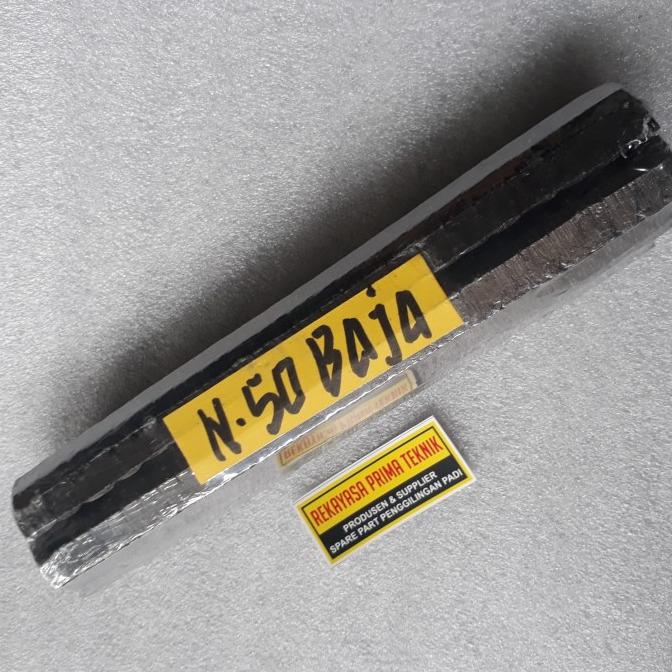 N.50 Baja
REKAYASA PRIMA TEKNIK
PRODUSEN & SUPPLIER
SPARE PART PENGGILINGAN PADI